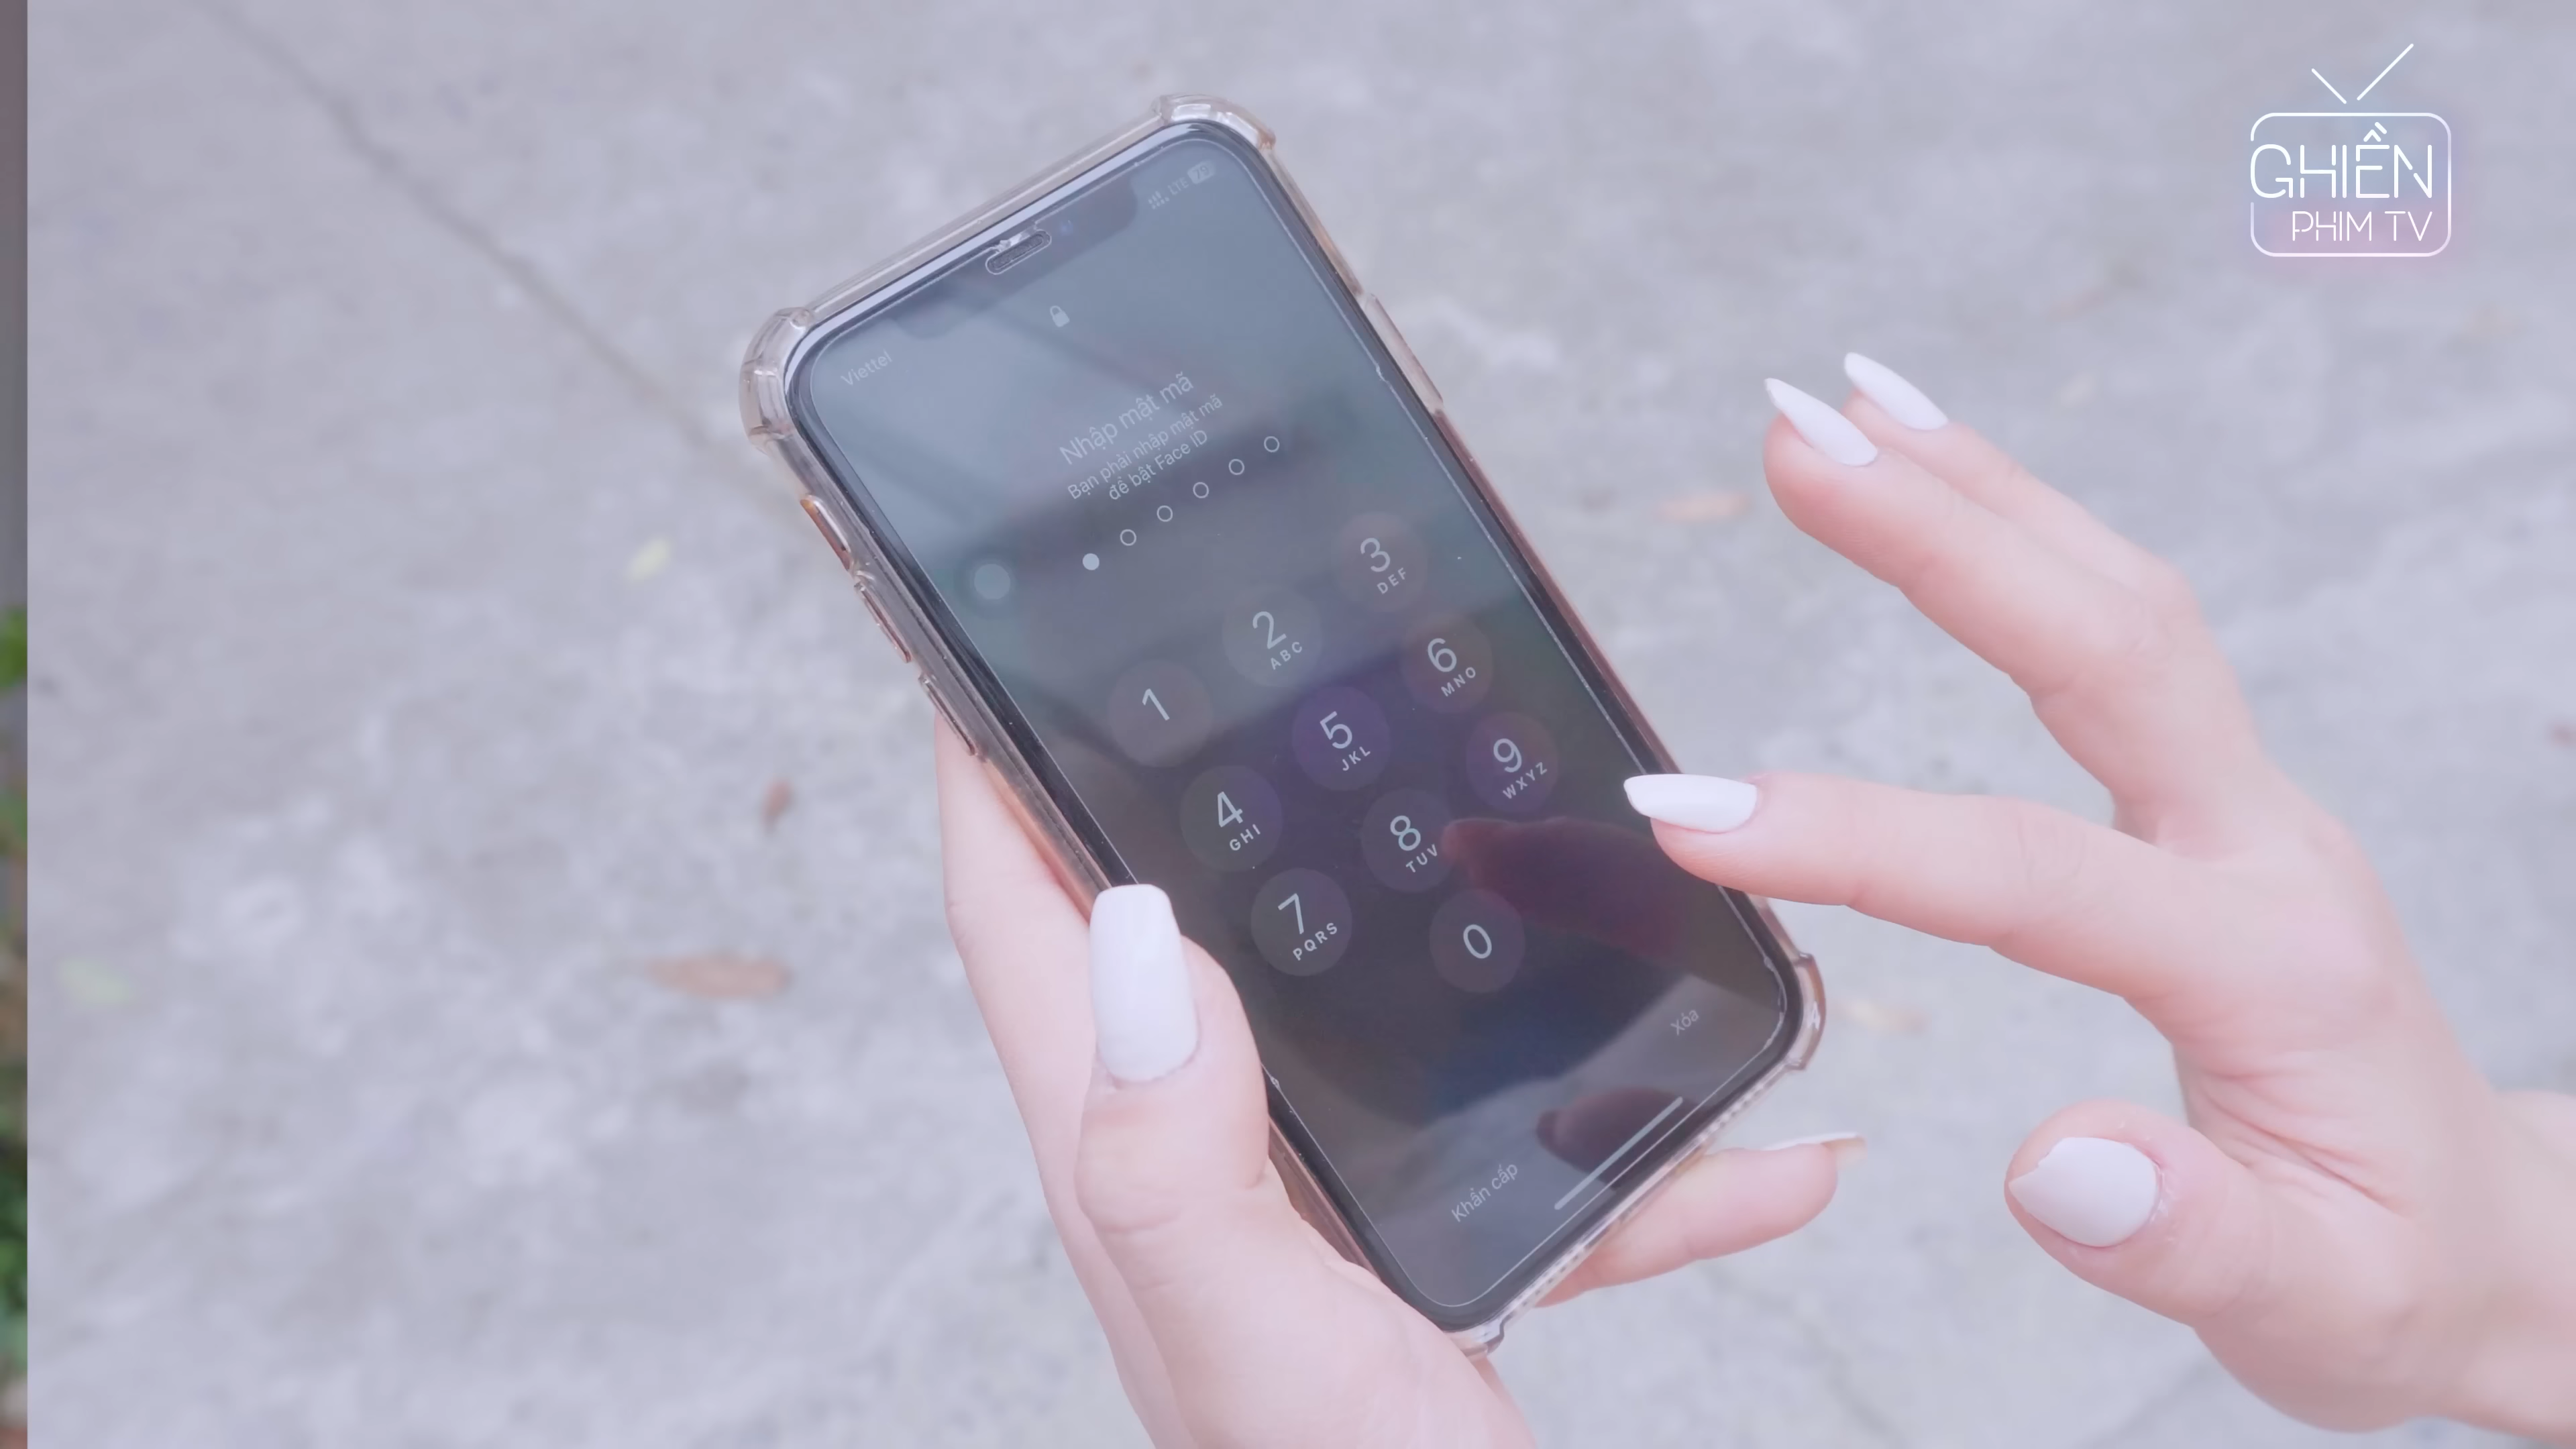 GHIỀN
PHIM TV
Viettel
LTE 79
Nhập mật mã
Bạn phải nhập mật mã
để bật Face ID
1
2
ABC
3
DEF
4
GHI
5
JKL
6
MNO
7
PQRS
8
TUV
9
WXYZ
0
Khẩn cấp
Xóa